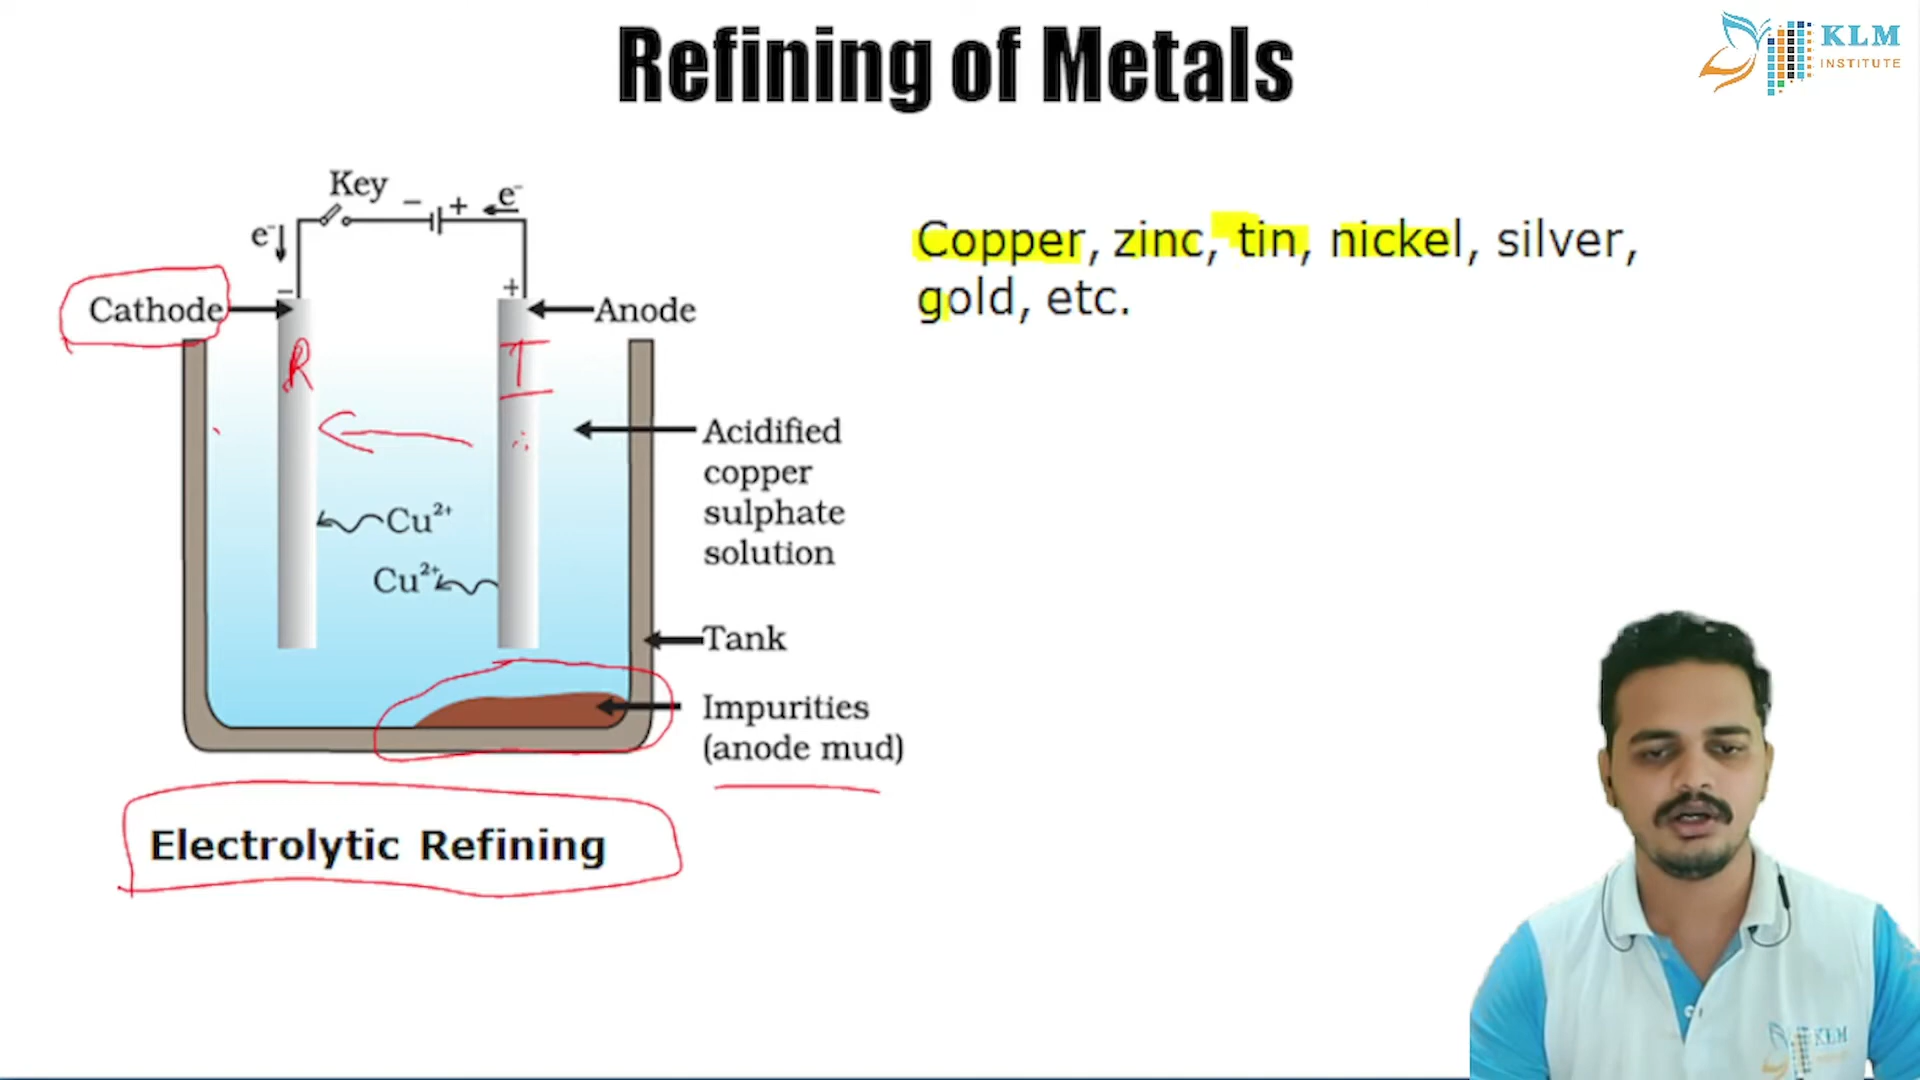 Refining of Metals
KLM
INSTITUTE
Key
− + e⁻
e⁻
− +
Cathode
Anode
R I
Copper, zinc, tin, nickel, silver,
gold, etc.
Acidified
copper
sulphate
solution
Cu²⁺
Cu²⁺
Tank
Impurities
(anode mud)
Electrolytic Refining
KLM